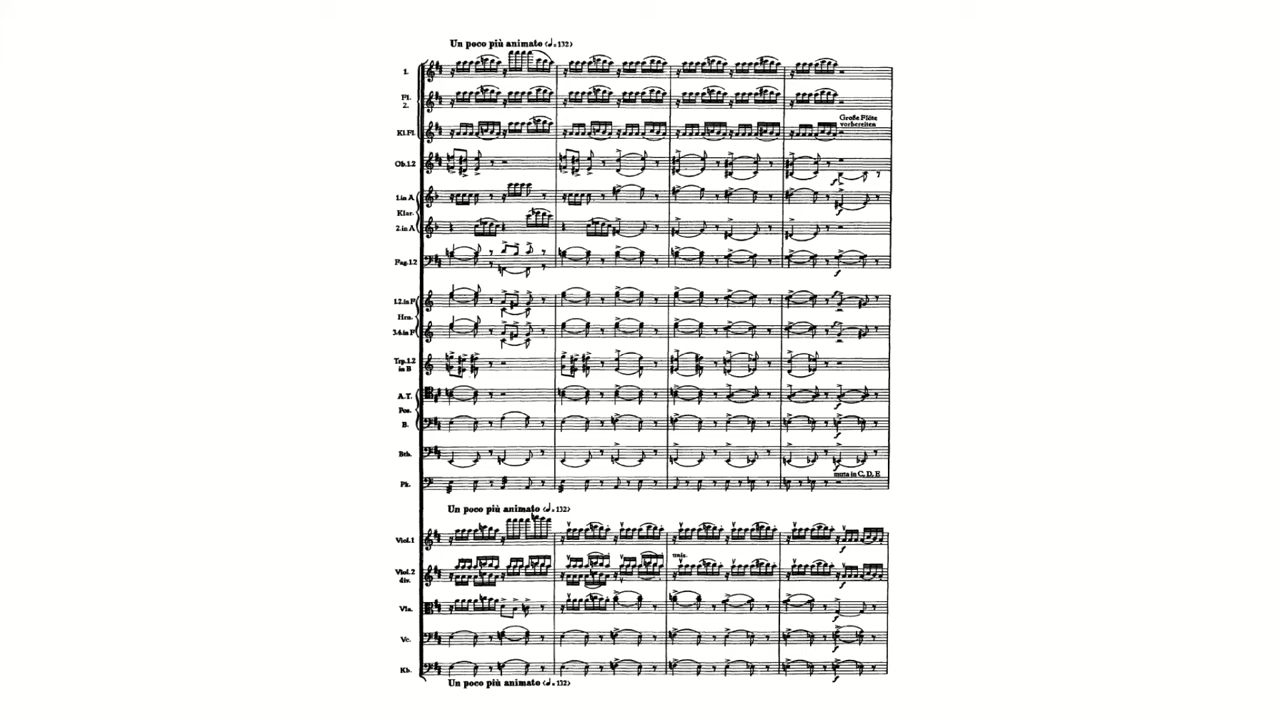 Un poco più animato (♩.=132)
1.
Fl.
2.
Kl.Fl.
Große Flöte
vorbereiten
Ob.1.2
f
1.in A
Klar.
2.in A
Fag.1.2
f
1.2.in F
Hrn.
3.4.in F
Trp.1.2
in B
A.T.
f
Pos.
B.
f
Btb.
f
muta in C, D, E
Pk.
Un poco più animato (♩.=132)
Viol.1
f
unis.
Viol.2
div.
f
Vla.
f
Vc.
f
Kb.
f
Un poco più animato (♩.=132)